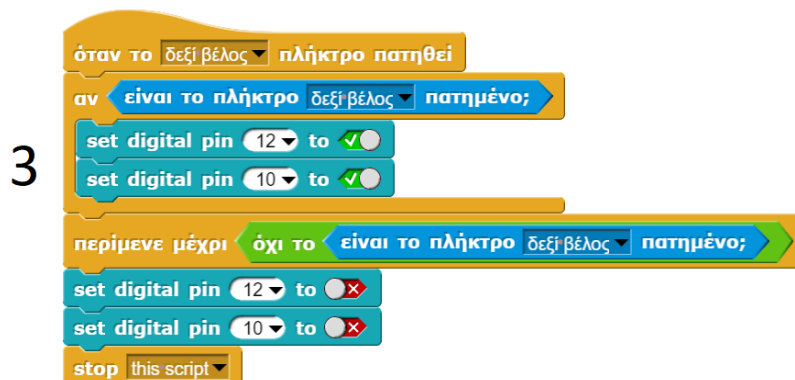 όταν το δεξί βέλος πλήκτρο πατηθεί
αν είναι το πλήκτρο δεξί βέλος πατημένο;
set digital pin 12 to
3
set digital pin 10 to
περίμενε μέχρι όχι το είναι το πλήκτρο δεξί βέλος πατημένο;
set digital pin 12 to
set digital pin 10 to
stop this script